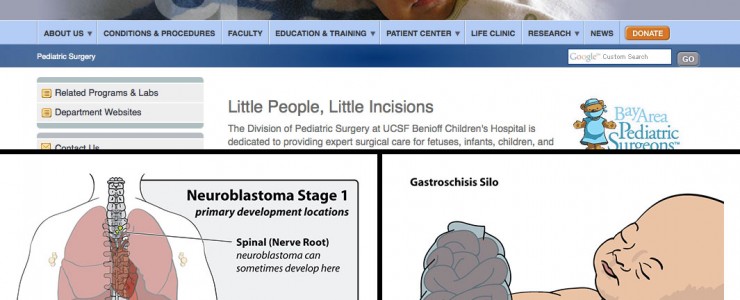 ABOUT US ▼ CONDITIONS & PROCEDURES FACULTY EDUCATION & TRAINING ▼ PATIENT CENTER ▼ LIFE CLINIC RESEARCH ▼ NEWS DONATE
Pediatric Surgery
Google™ Custom Search GO
Related Programs & Labs
Department Websites
Contact Us
Little People, Little Incisions
The Division of Pediatric Surgery at UCSF Benioff Children's Hospital is
dedicated to providing expert surgical care for fetuses, infants, children, and
Bay Area
Pediatric
Surgeons™
Neuroblastoma Stage 1
primary development locations
Spinal (Nerve Root)
neuroblastoma can
sometimes develop here
Gastroschisis Silo